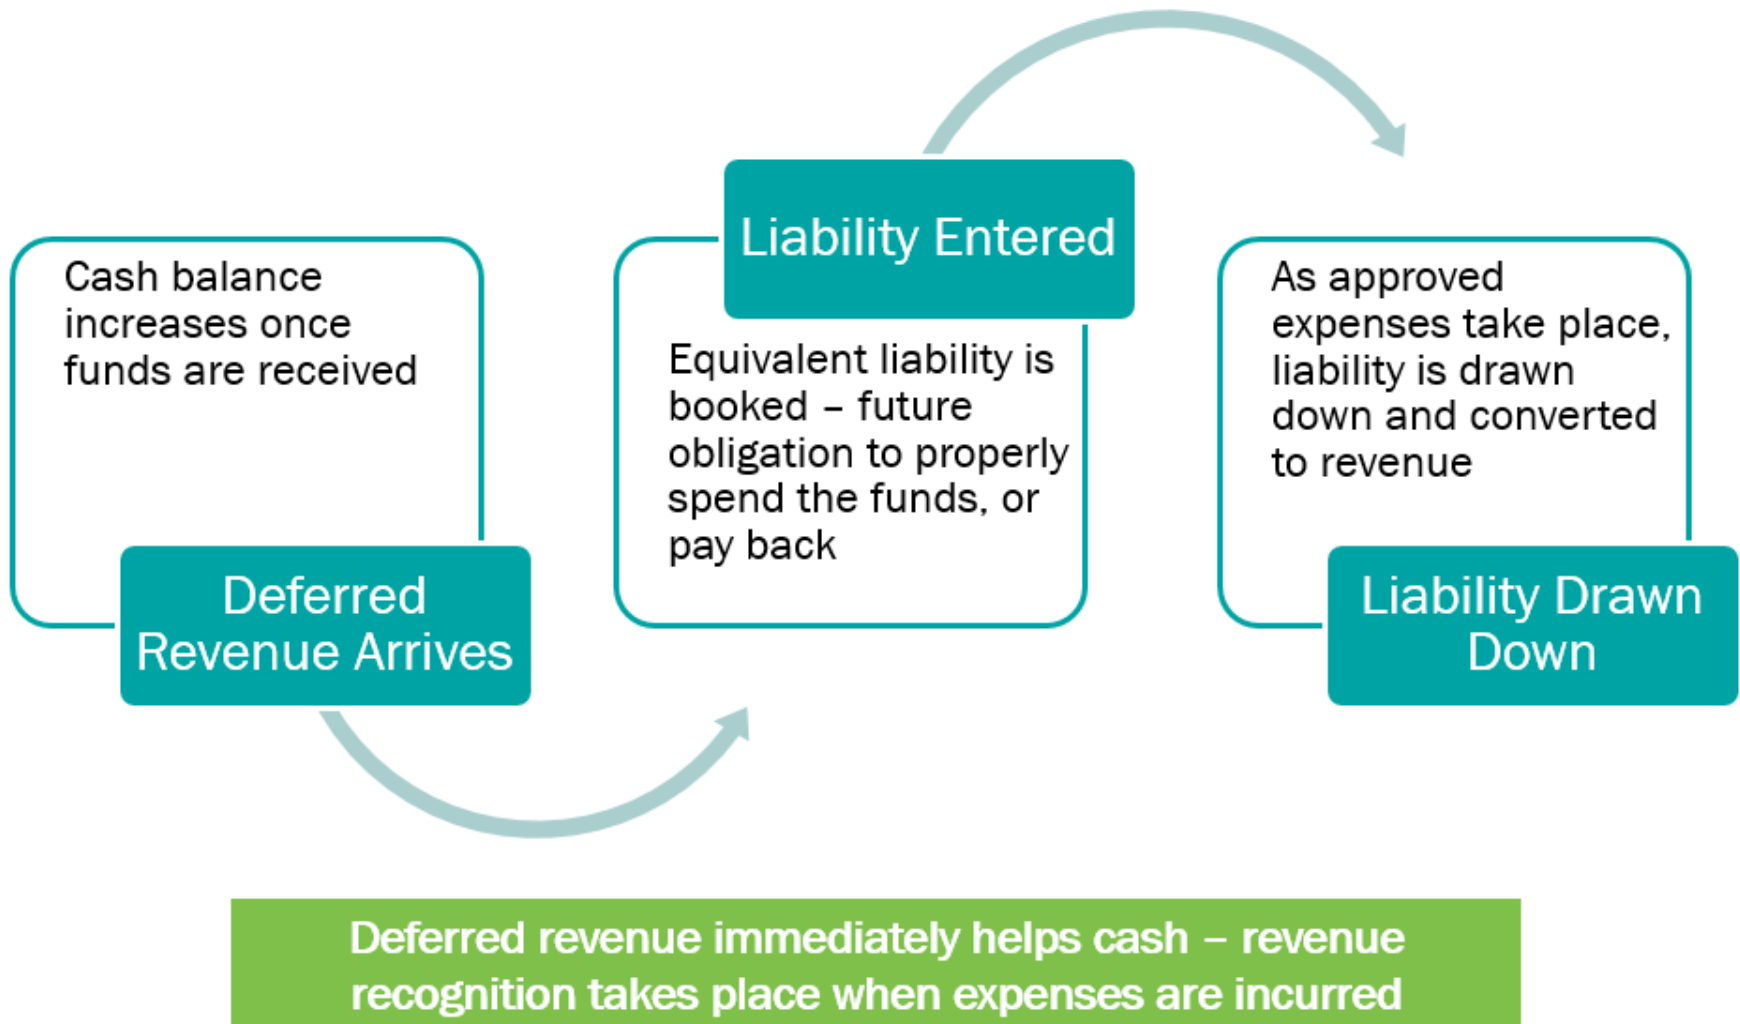 Cash balance
increases once
funds are received
Deferred
Revenue Arrives
Liability Entered
Equivalent liability is
booked – future
obligation to properly
spend the funds, or
pay back
As approved
expenses take place,
liability is drawn
down and converted
to revenue
Liability Drawn
Down
Deferred revenue immediately helps cash – revenue
recognition takes place when expenses are incurred